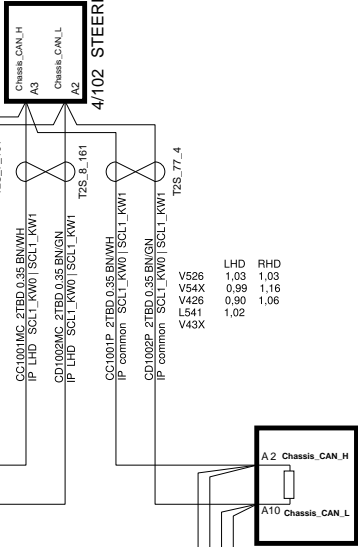 Chassis_CAN_H
A3
Chassis_CAN_L
A2
4/102 STEER
T2S_8_161
T2S_77_4
CC1001MC 2TBD 0.35 BN/WH
IP LHD SCL1_KW0 | SCL1_KW1
CD1002MC 2TBD 0.35 BN/GN
IP LHD SCL1_KW0 | SCL1_KW1
CC1001P 2TBD 0.35 BN/WH
IP common SCL1_KW0 | SCL1_KW1
CD1002P 2TBD 0.35 BN/GN
IP common SCL1_KW0 | SCL1_KW1
LHD RHD
V526 1,03 1,03
V54X 0,99 1,16
V426 0,90 1,06
L541 1,02
V43X
A 2 Chassis_CAN_H
A10 Chassis_CAN_L